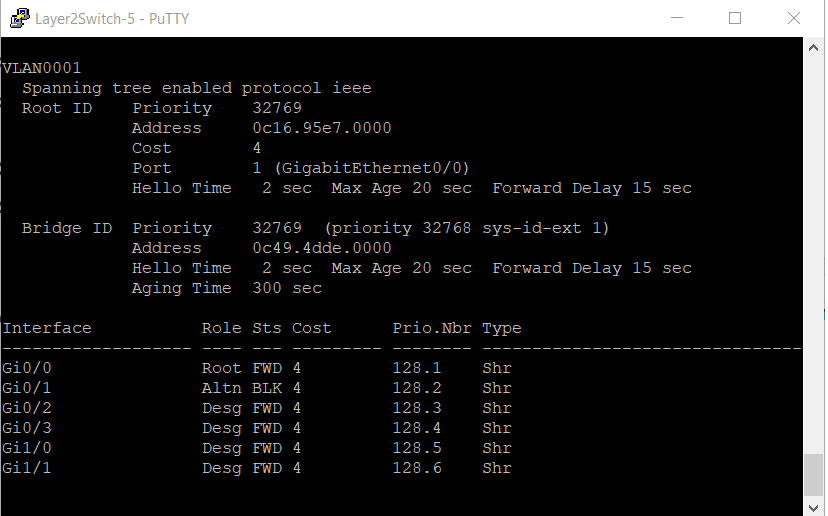 Layer2Switch-5 - PuTTY
VLAN0001
  Spanning tree enabled protocol ieee
  Root ID    Priority    32769
             Address     0c16.95e7.0000
             Cost        4
             Port        1 (GigabitEthernet0/0)
             Hello Time   2 sec  Max Age 20 sec  Forward Delay 15 sec
  Bridge ID  Priority    32769  (priority 32768 sys-id-ext 1)
             Address     0c49.4dde.0000
             Hello Time   2 sec  Max Age 20 sec  Forward Delay 15 sec
             Aging Time  300 sec
Interface           Role Sts Cost      Prio.Nbr Type
------------------- ---- --- --------- -------- --------------------------------
Gi0/0               Root FWD 4         128.1    Shr
Gi0/1               Altn BLK 4         128.2    Shr
Gi0/2               Desg FWD 4         128.3    Shr
Gi0/3               Desg FWD 4         128.4    Shr
Gi1/0               Desg FWD 4         128.5    Shr
Gi1/1               Desg FWD 4         128.6    Shr